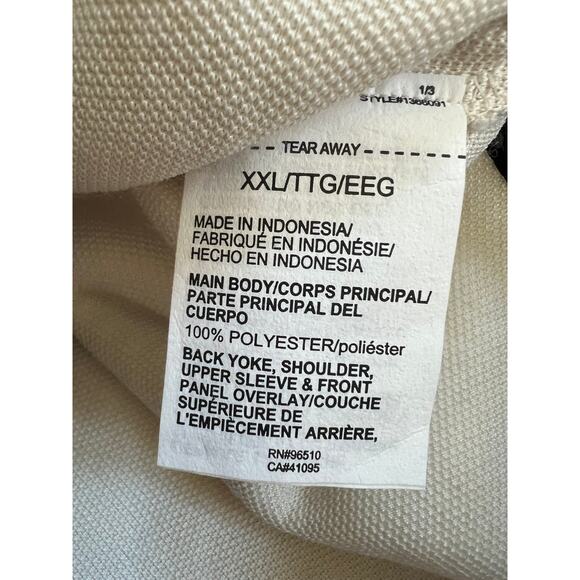 1/3
STYLE#1366091
TEAR AWAY
XXL/TTG/EEG
MADE IN INDONESIA/
FABRIQUÉ EN INDONÉSIE/
HECHO EN INDONESIA
MAIN BODY/CORPS PRINCIPAL/
PARTE PRINCIPAL DEL
CUERPO
100% POLYESTER/poliéster
BACK YOKE, SHOULDER,
UPPER SLEEVE & FRONT
PANEL OVERLAY/COUCHE
SUPÉRIEURE DE
L'EMPIÈCEMENT ARRIÈRE,
RN#96510
CA#41095